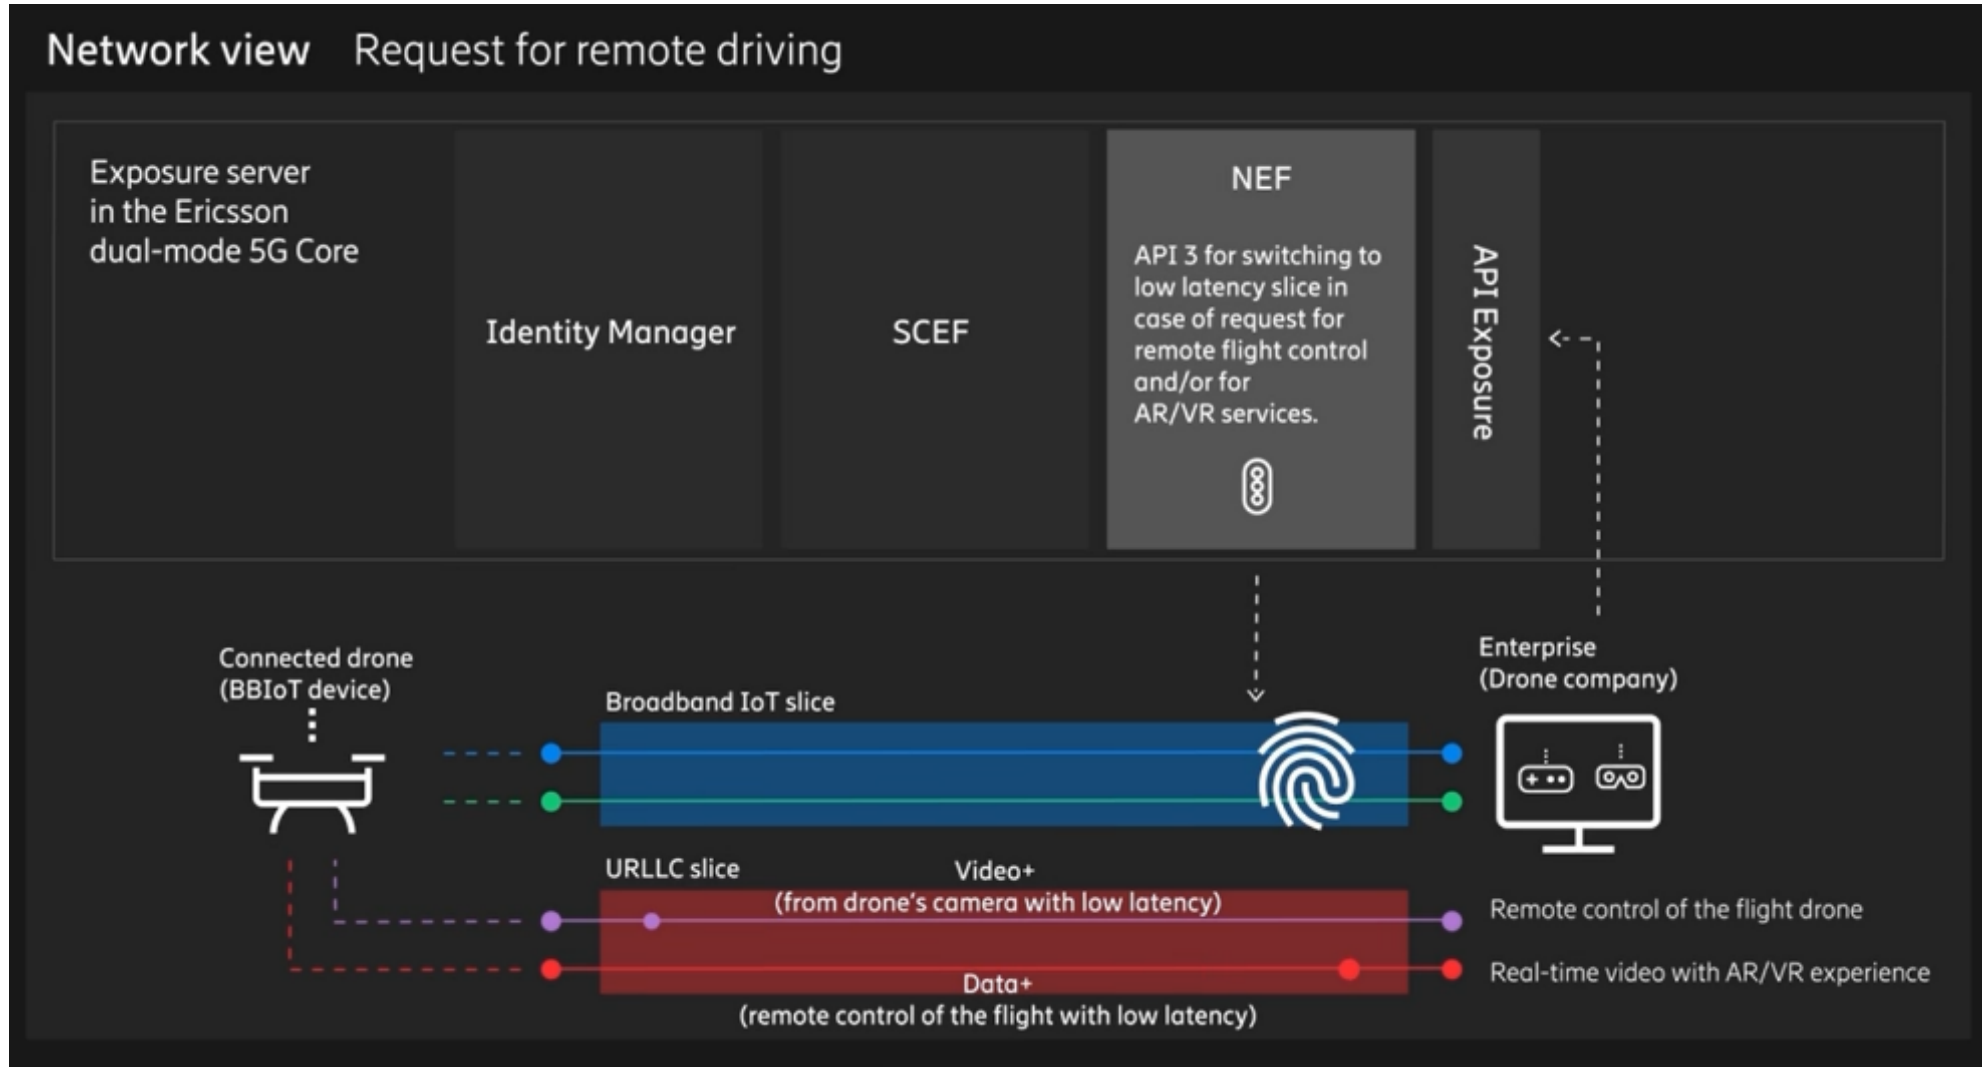 Network view Request for remote driving
Exposure server
in the Ericsson
dual-mode 5G Core
Identity Manager
SCEF
NEF
API 3 for switching to
low latency slice in
case of request for
remote flight control
and/or for
AR/VR services.
API Exposure
Connected drone
(BBIoT device)
Broadband IoT slice
Enterprise
(Drone company)
URLLC slice
Video+
(from drone's camera with low latency)
Data+
(remote control of the flight with low latency)
Remote control of the flight drone
Real-time video with AR/VR experience